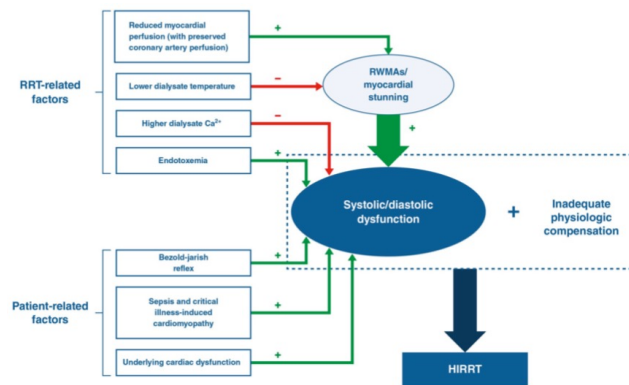 Reduced myocardial
perfusion (with preserved
coronary artery perfusion)
+
RRT-related
factors
Lower dialysate temperature
–
RWMAs/
myocardial
stunning
Higher dialysate Ca²⁺
–
+
Endotoxemia
+
Systolic/diastolic
dysfunction
+
Inadequate
physiologic
compensation
Bezold-jarish
reflex
+
Patient-related
factors
Sepsis and critical
illness-induced
cardiomyopathy
+
Underlying cardiac dysfunction
+
HIRRT